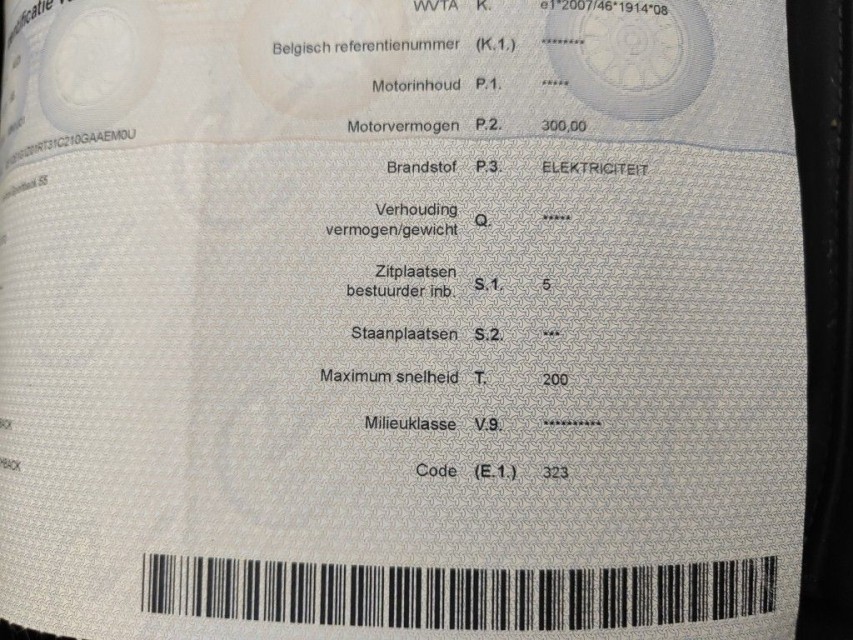 WVTA K. e1*2007/46*1914*08
Belgisch referentienummer (K.1.) ********
Motorinhoud P.1. *****
Motorvermogen P.2. 300,00
Brandstof P.3. ELEKTRICITEIT
Verhouding
vermogen/gewicht Q. *****
Zitplaatsen
bestuurder inb. S.1. 5
Staanplaatsen S.2. ***
Maximum snelheid T. 200
Milieuklasse V.9. **********
Code (E.1.) 323